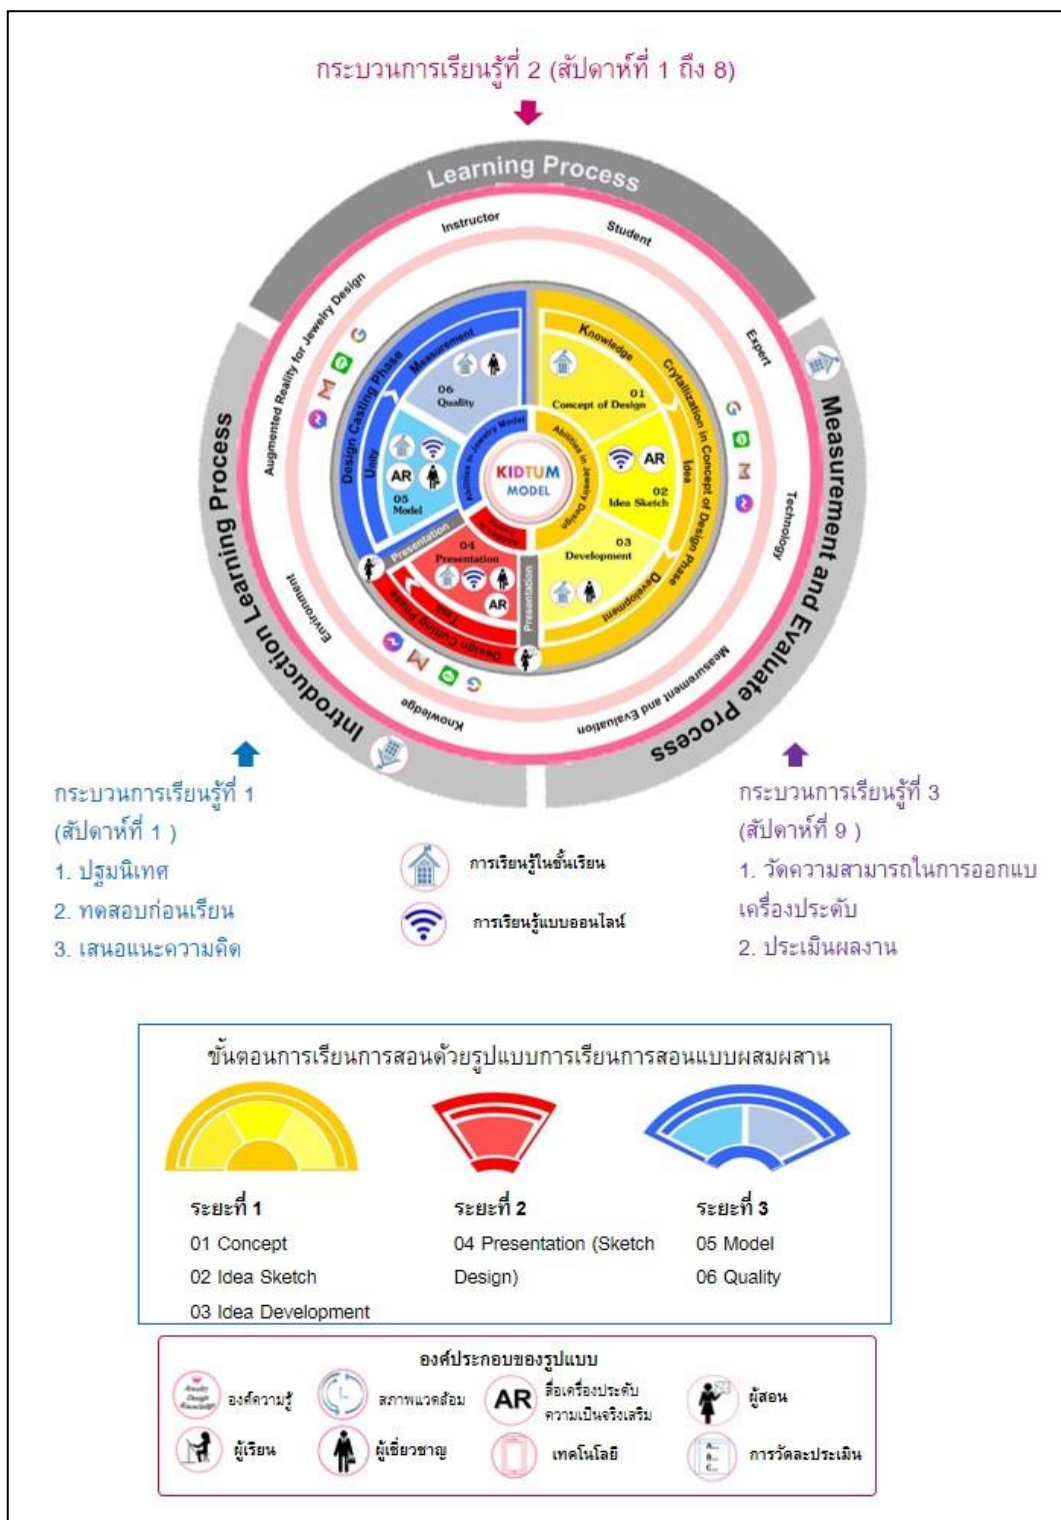 กระบวนการเรียนรู้ที่ 2 (สัปดาห์ที่ 1 ถึง 8)
Learning Process
Instructor
Student
Expert
Technology
Measurement and Evaluation
Knowledge
Environment
Augmented Reality for Jewelry Design
Introduction Learning Process
Measurement and Evaluate Process
Design Casting Phase
Measurement
Unity
Knowledge
Crytallization in Concept of Design Phase
Idea
Development
Design Cutting Phase
Task
06
Quality
01
Concept of Design
AR
05
Model
AR
02
Idea Sketch
03
Development
04
Presentation
AR
Presentation
Presentation
Abilities in Jewelry Model
Abilities in Jewelry Design
KIDTUM
MODEL
กระบวนการเรียนรู้ที่ 1
(สัปดาห์ที่ 1 )
1. ปฐมนิเทศ
2. ทดสอบก่อนเรียน
3. เสนอแนะความคิด
การเรียนรู้ในชั้นเรียน
การเรียนรู้แบบออนไลน์
กระบวนการเรียนรู้ที่ 3
(สัปดาห์ที่ 9 )
1. วัดความสามารถในการออกแบ
เครื่องประดับ
2. ประเมินผลงาน
ขั้นตอนการเรียนการสอนด้วยรูปแบบการเรียนการสอนแบบผสมผสาน
ระยะที่ 1
01 Concept
02 Idea Sketch
03 Idea Development
ระยะที่ 2
04 Presentation (Sketch
Design)
ระยะที่ 3
05 Model
06 Quality
องค์ประกอบของรูปแบบ
Jewelry
Design
Knowledge
องค์ความรู้
สภาพแวดล้อม
AR
สื่อเครื่องประดับ
ความเป็นจริงเสริม
ผู้สอน
ผู้เรียน
ผู้เชี่ยวชาญ
เทคโนโลยี
A...
B...
C...
การวัดละประเมิน